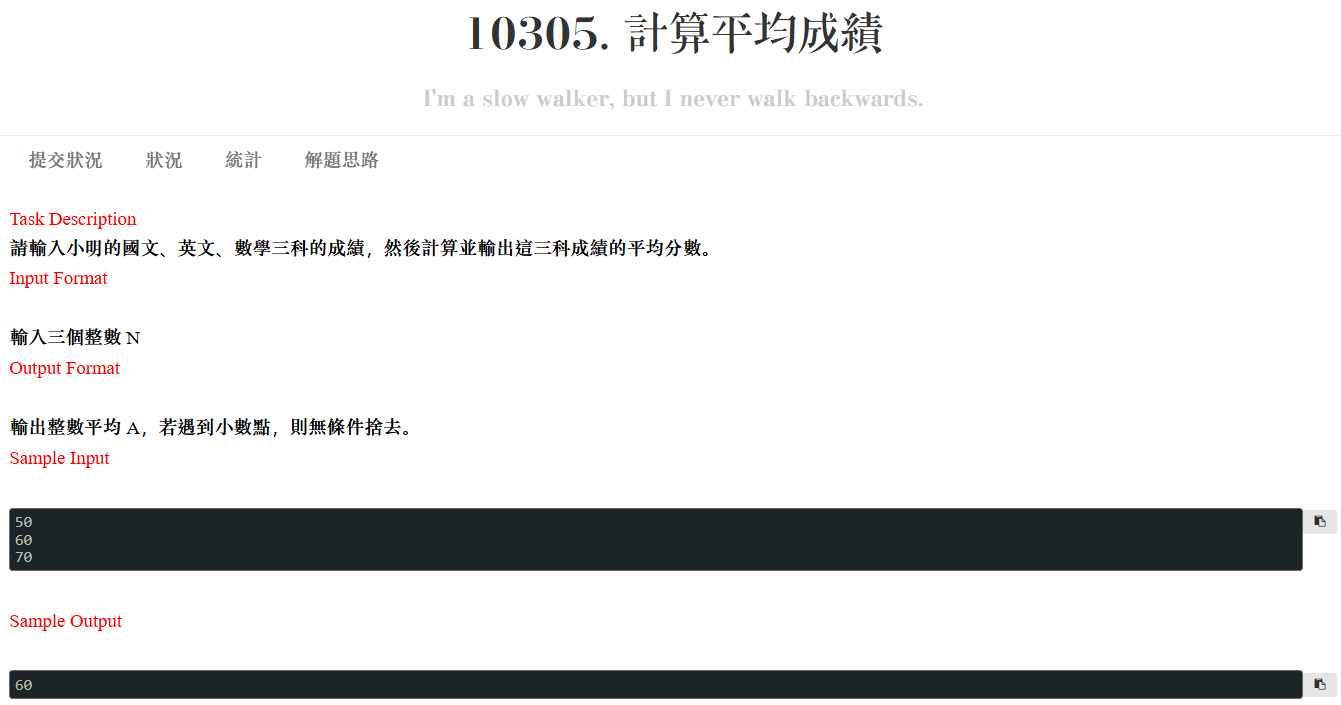 10305. 計算平均成績
I'm a slow walker, but I never walk backwards.
提交狀況 狀況 統計 解題思路
Task Description
請輸入小明的國文、英文、數學三科的成績，然後計算並輸出這三科成績的平均分數。
Input Format
輸入三個整數 N
Output Format
輸出整數平均 A，若遇到小數點，則無條件捨去。
Sample Input
50
60
70
Sample Output
60